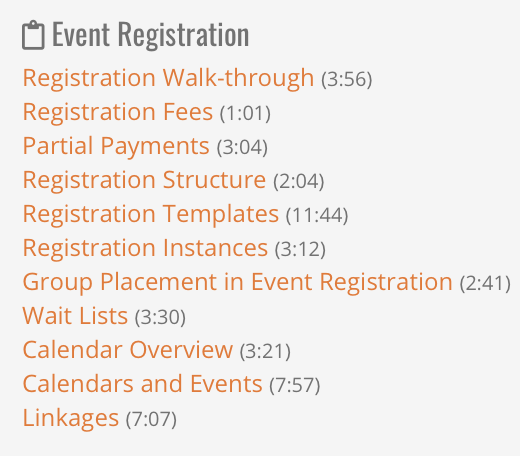 Event Registration
Registration Walk-through (3:56)
Registration Fees (1:01)
Partial Payments (3:04)
Registration Structure (2:04)
Registration Templates (11:44)
Registration Instances (3:12)
Group Placement in Event Registration (2:41)
Wait Lists (3:30)
Calendar Overview (3:21)
Calendars and Events (7:57)
Linkages (7:07)